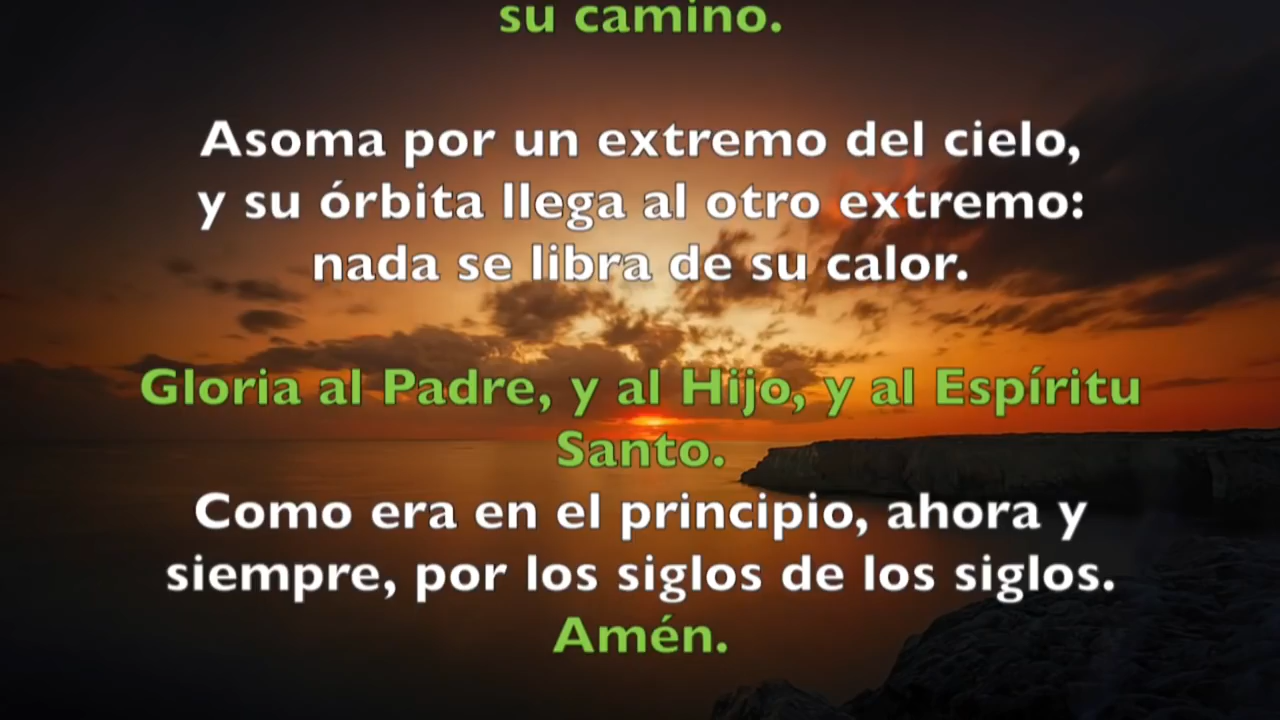 su camino.
Asoma por un extremo del cielo,
y su órbita llega al otro extremo:
nada se libra de su calor.
Gloria al Padre, y al Hijo, y al Espíritu
Santo.
Como era en el principio, ahora y
siempre, por los siglos de los siglos.
Amén.